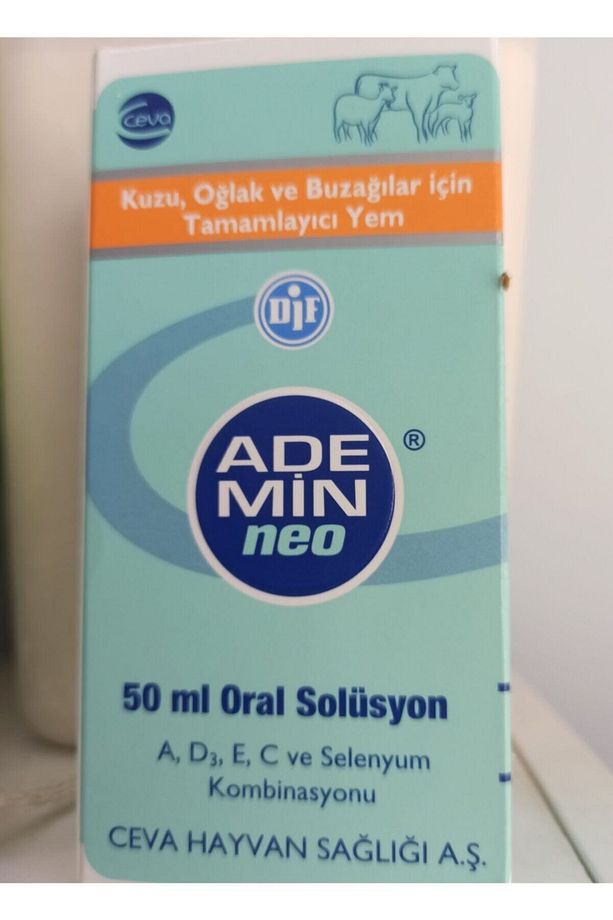 ceva
Kuzu, Oğlak ve Buzağılar için
Tamamlayıcı Yem
DiF
ADE
MİN
neo
®
50 ml Oral Solüsyon
A, D₃, E, C ve Selenyum
Kombinasyonu
CEVA HAYVAN SAĞLIĞI A.Ş.